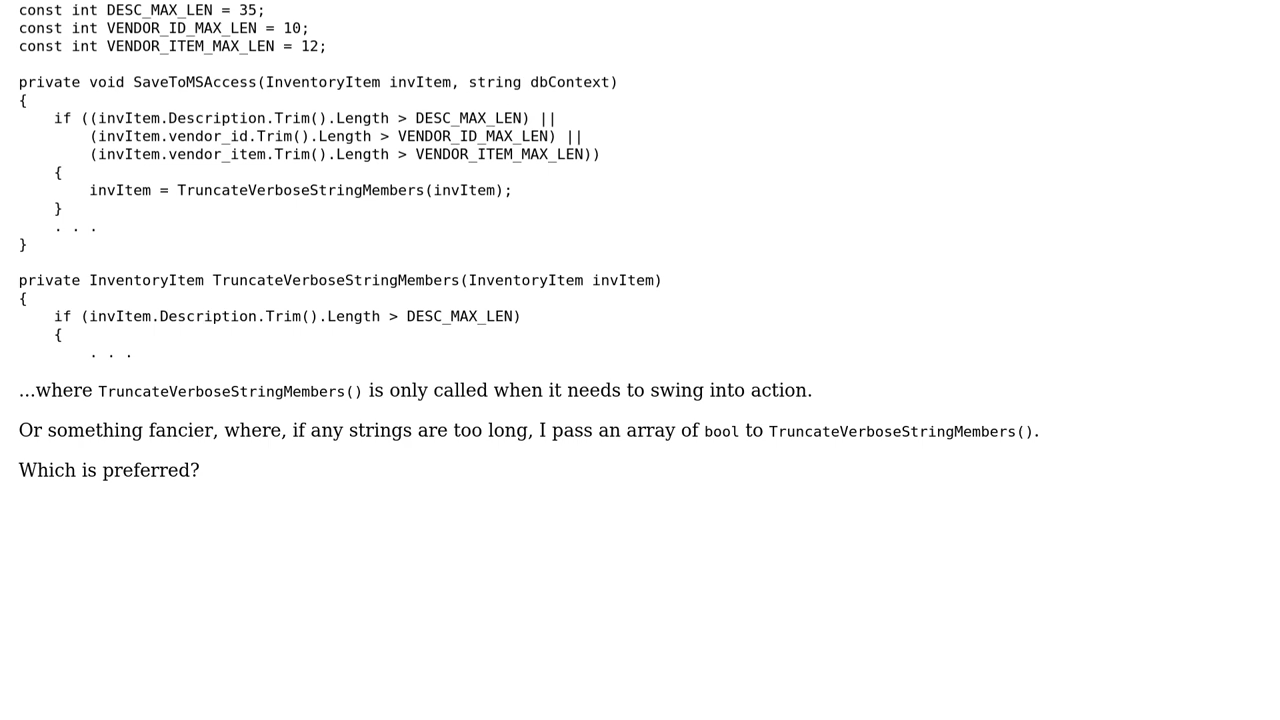 const int DESC_MAX_LEN = 35;
const int VENDOR_ID_MAX_LEN = 10;
const int VENDOR_ITEM_MAX_LEN = 12;

private void SaveToMSAccess(InventoryItem invItem, string dbContext)
{
    if ((invItem.Description.Trim().Length > DESC_MAX_LEN) ||
        (invItem.vendor_id.Trim().Length > VENDOR_ID_MAX_LEN) ||
        (invItem.vendor_item.Trim().Length > VENDOR_ITEM_MAX_LEN))
    {
        invItem = TruncateVerboseStringMembers(invItem);
    }
    . . .
}

private InventoryItem TruncateVerboseStringMembers(InventoryItem invItem)
{
    if (invItem.Description.Trim().Length > DESC_MAX_LEN)
    {
        . . .

...where TruncateVerboseStringMembers() is only called when it needs to swing into action.
Or something fancier, where, if any strings are too long, I pass an array of bool to TruncateVerboseStringMembers().
Which is preferred?